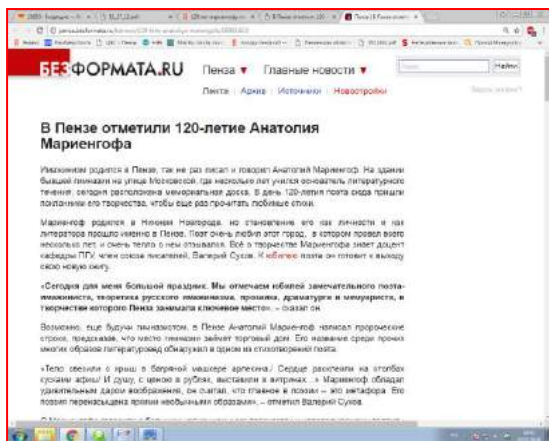 БЕЗФОРМАТА.RU
Пенза ▼ Главные новости ▼
Найти
Лента | Архив | Источники | Новостройки
В Пензе отметили 120-летие Анатолия
Мариенгофа
Имажинизм родился в Пензе, так не раз писал и говорил Анатолий Мариенгоф. На здании
бывшей гимназии на улице Московской, где несколько лет учился основатель литературного
течения, сегодня расположена мемориальная доска. В день 120-летия поэта сюда пришли
поклонники его творчества, чтобы еще раз прочитать любимые стихи.
Мариенгоф родился в Нижнем Новгороде, но становление его как личности и как
литератора прошло именно в Пензе. Поэт очень любил этот город, в котором провел всего
несколько лет, и очень тепло о нем отзывался. Всё о творчестве Мариенгофа знает доцент
кафедры ПГУ, член союза писателей, Валерий Сухов. К юбилею поэта он готовит к выходу
свою новую книгу.
«Сегодня для меня большой праздник. Мы отмечаем юбилей замечательного поэта-
имажиниста, теоретика русского имажинизма, прозаика, драматурга и мемуариста, в
творчестве которого Пенза занимала ключевое место», – сказал он.
Возможно, еще будучи гимназистом, в Пензе Анатолий Мариенгоф написал пророческие
строки, предсказав, что место гимназии займет торговый дом. Его название среди прочих
многих образов литературовед обнаружил в одном из стихотворений поэта.
«Тело свесили с крыш в багряной машкере арлекина,/ Сердце расклеили на столбах
кусками афиш/ И душу, с ценою в рублях, выставили в витринах...» Мариенгоф обладал
удивительным даром воображения, он считал, что главное в поэзии – это метафора. Его
поэзия перенасыщена яркими необычными образами», – отметил Валерий Сухов.